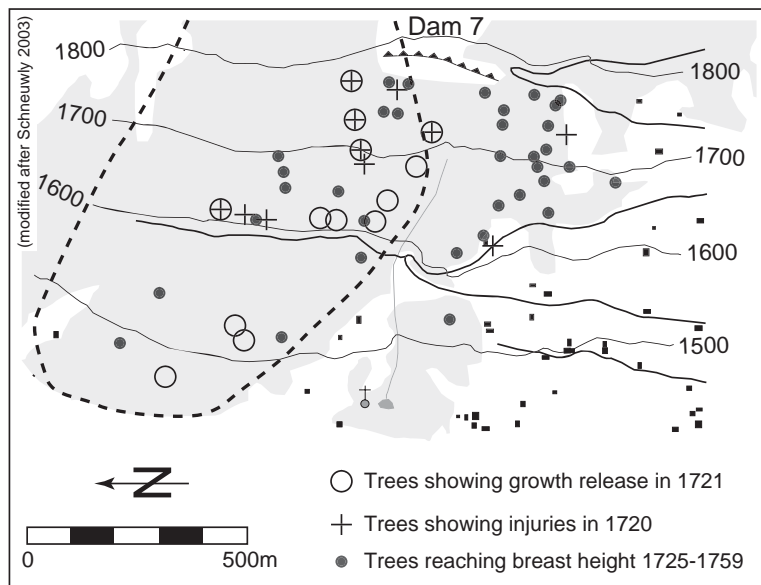 Dam 7
1800
1800
1700
1700
1600
1600
1500
(modified after Schneuwly 2003)
N
Trees showing growth release in 1721
Trees showing injuries in 1720
Trees reaching breast height 1725-1759
0
500m